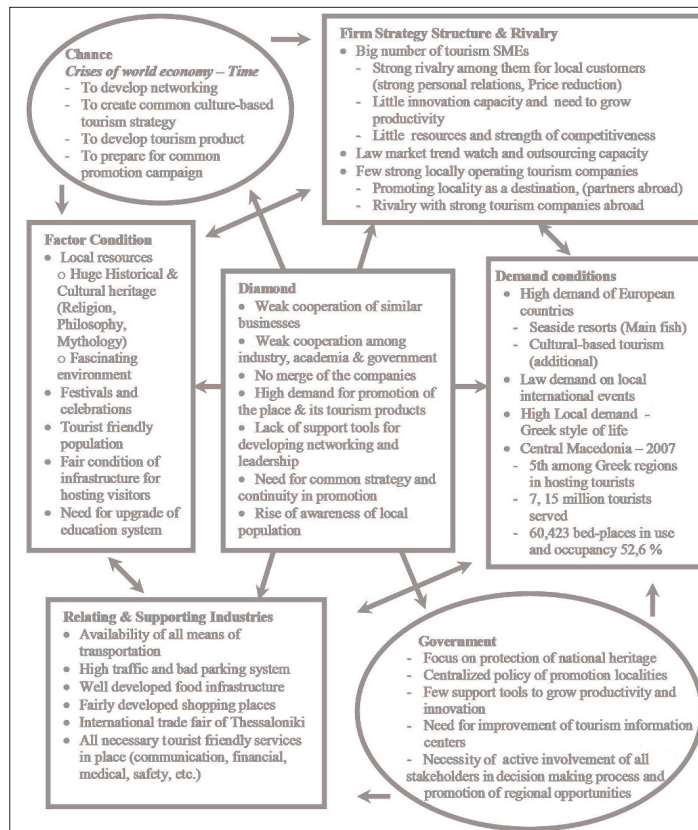 Chance
Crises of world economy – Time
- To develop networking
- To create common culture-based
tourism strategy
- To develop tourism product
- To prepare for common
promotion campaign
Firm Strategy Structure & Rivalry
• Big number of tourism SMEs
- Strong rivalry among them for local customers
(strong personal relations, Price reduction)
- Little innovation capacity and need to grow
productivity
- Little resources and strength of competitiveness
• Law market trend watch and outsourcing capacity
• Few strong locally operating tourism companies
- Promoting locality as a destination, (partners abroad)
- Rivalry with strong tourism companies abroad
Factor Condition
• Local resources
o Huge Historical &
Cultural heritage
(Religion,
Philosophy,
Mythology)
o Fascinating
environment
• Festivals and
celebrations
• Tourist friendly
population
• Fair condition of
infrastructure for
hosting visitors
• Need for upgrade of
education system
Diamond
• Weak cooperation of similar
businesses
• Weak cooperation among
industry, academia & government
• No merge of the companies
• High demand for promotion of
the place & its tourism products
• Lack of support tools for
developing networking and
leadership
• Need for common strategy and
continuity in promotion
• Rise of awareness of local
population
Demand conditions
• High demand of European
countries
- Seaside resorts (Main fish)
- Cultural-based tourism
(additional)
• Law demand on local
international events
• High Local demand -
Greek style of life
• Central Macedonia – 2007
- 5th among Greek regions
in hosting tourists
- 7, 15 million tourists
served
- 60,423 bed-places in use
and occupancy 52,6 %
Relating & Supporting Industries
• Availability of all means of
transportation
• High traffic and bad parking system
• Well developed food infrastructure
• Fairly developed shopping places
• International trade fair of Thessaloniki
• All necessary tourist friendly services
in place (communication, financial,
medical, safety, etc.)
Government
- Focus on protection of national heritage
- Centralized policy of promotion localities
- Few support tools to grow productivity and
innovation
- Need for improvement of tourism information
centers
- Necessity of active involvement of all
stakeholders in decision making process and
promotion of regional opportunities